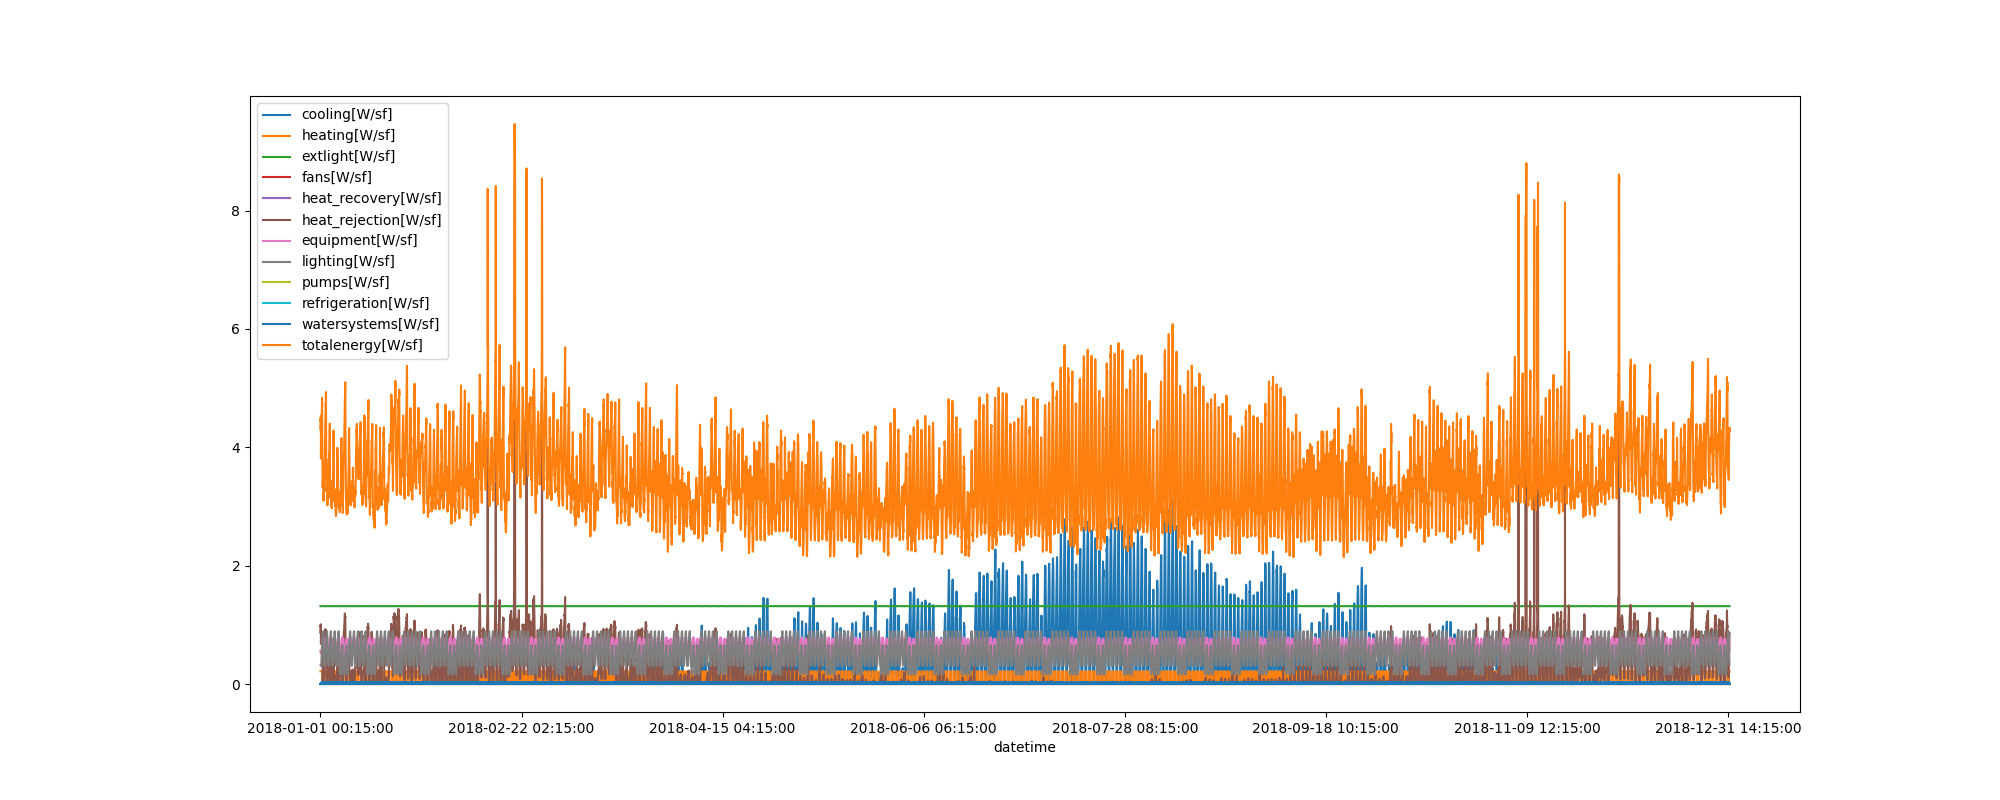 cooling[W/sf]
heating[W/sf]
extlight[W/sf]
fans[W/sf]
heat_recovery[W/sf]
heat_rejection[W/sf]
equipment[W/sf]
lighting[W/sf]
pumps[W/sf]
refrigeration[W/sf]
watersystems[W/sf]
totalenergy[W/sf]
8
6
4
2
0
2018-01-01 00:15:00 2018-02-22 02:15:00 2018-04-15 04:15:00 2018-06-06 06:15:00 2018-07-28 08:15:00 2018-09-18 10:15:00 2018-11-09 12:15:00 2018-12-31 14:15:00
datetime